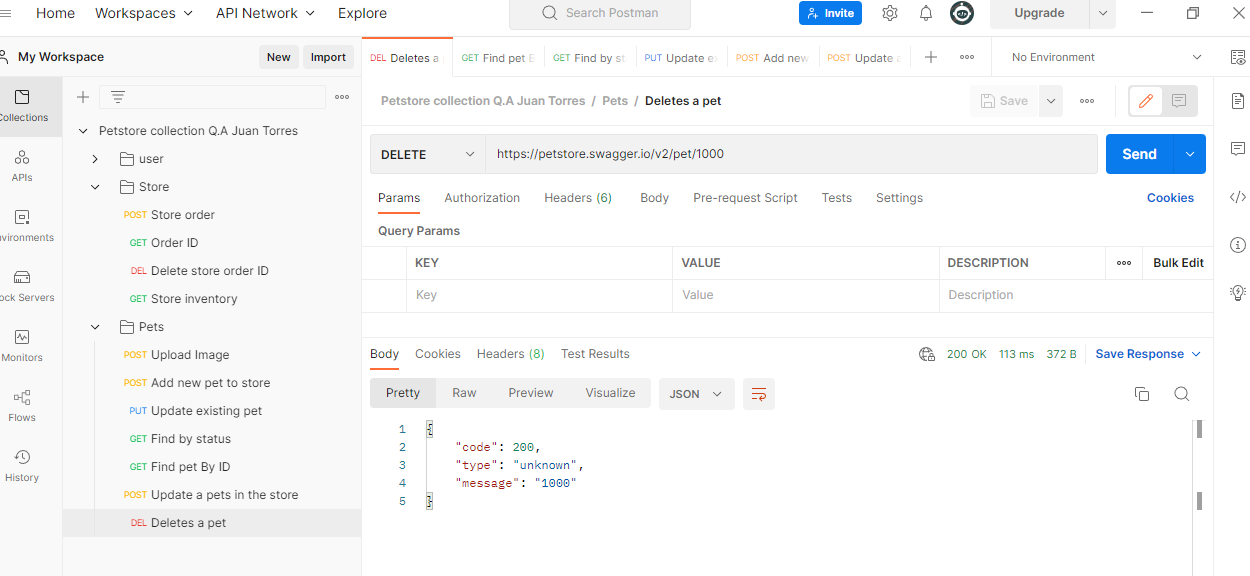 Home Workspaces API Network Explore Search Postman Invite Upgrade
My Workspace New Import
DEL Deletes a GET Find pet GET Find by st PUT Update POST Add new POST Update No Environment
Collections
APIs
Environments
Mock Servers
Monitors
Flows
History
Petstore collection Q.A Juan Torres
user
Store
POST Store order
GET Order ID
DEL Delete store order ID
GET Store inventory
Pets
POST Upload Image
POST Add new pet to store
PUT Update existing pet
GET Find by status
GET Find pet By ID
POST Update a pets in the store
DEL Deletes a pet
Petstore collection Q.A Juan Torres / Pets / Deletes a pet Save
DELETE https://petstore.swagger.io/v2/pet/1000 Send
Params Authorization Headers (6) Body Pre-request Script Tests Settings Cookies
Query Params
KEY VALUE DESCRIPTION Bulk Edit
Key Value Description
Body Cookies Headers (8) Test Results 200 OK 113 ms 372 B Save Response
Pretty Raw Preview Visualize JSON
1 {
2 "code": 200,
3 "type": "unknown",
4 "message": "1000"
5 }